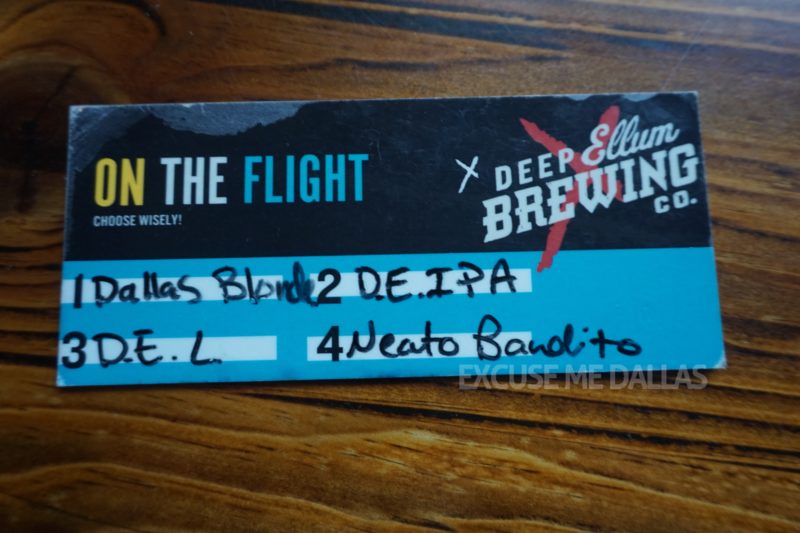 ON THE FLIGHT
CHOOSE WISELY!
x DEEP Ellum
BREWING
CO.
1 Dallas Blonde 2 D.E.IPA
3 D.E.L. 4 Neato Bandito
EXCUSE ME DALLAS